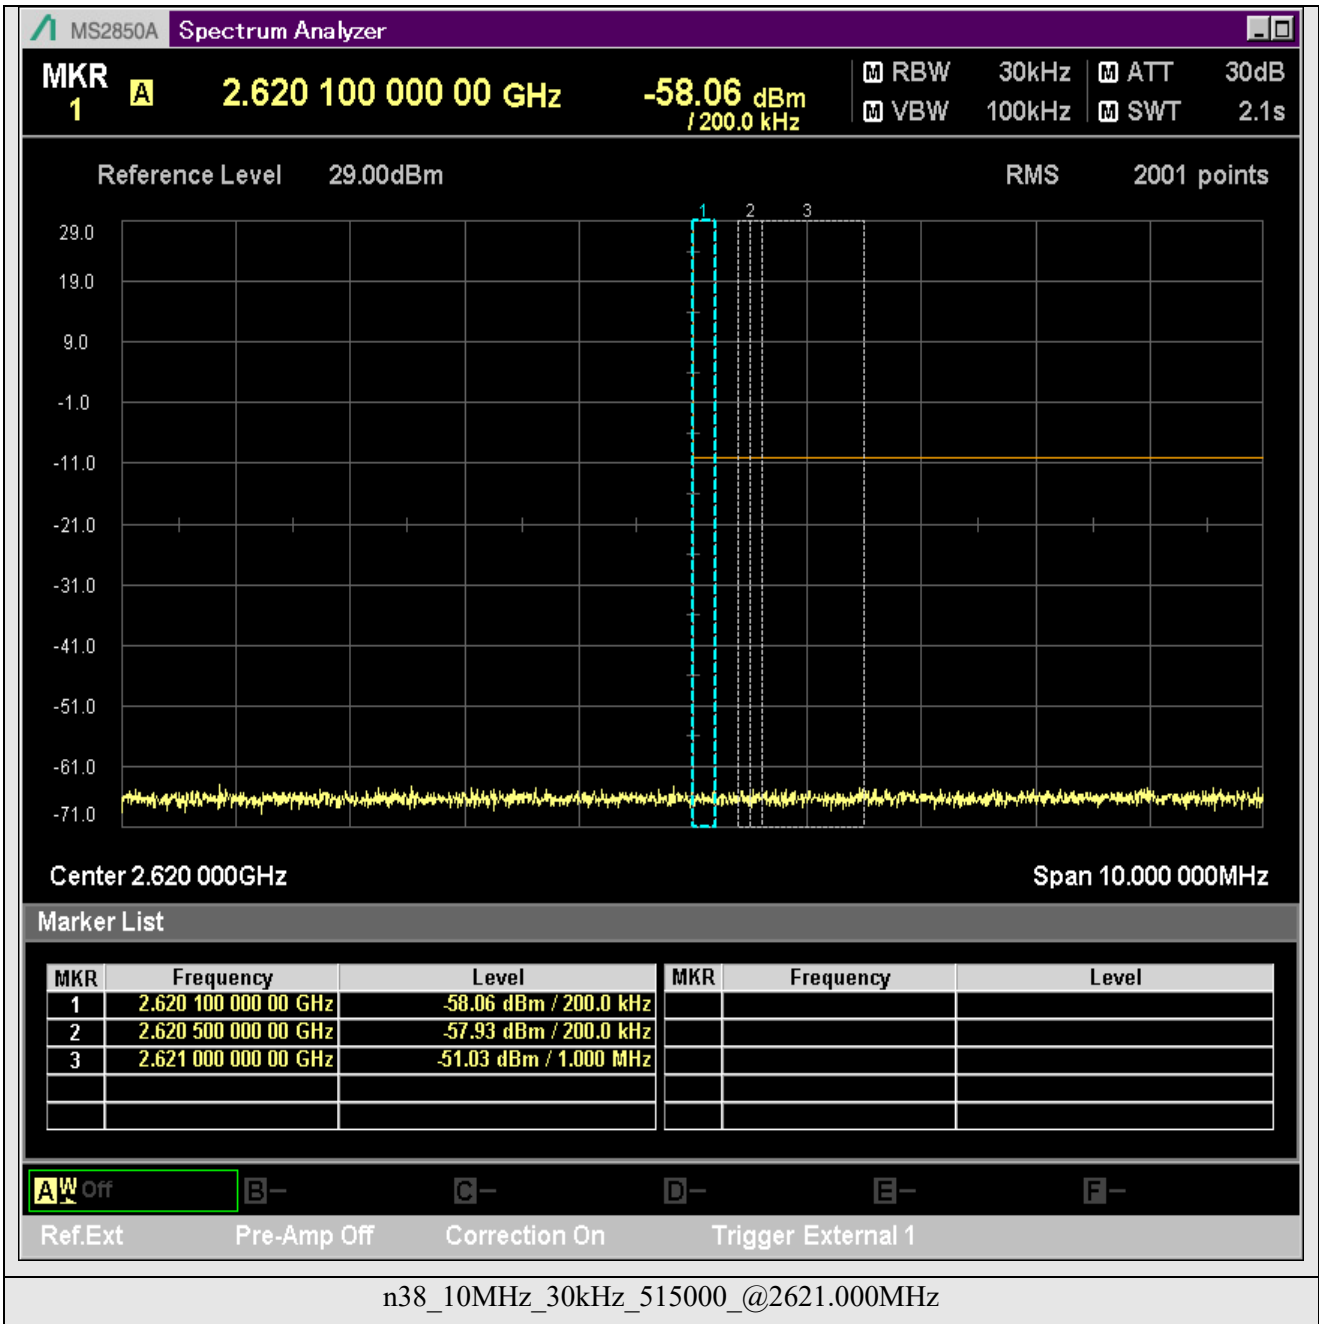 MS2850A Spectrum Analyzer
MKR 1 A 2.620 100 000 00 GHz -58.06 dBm / 200.0 kHz
M RBW 30kHz M ATT 30dB
M VBW 100kHz M SWT 2.1s
Reference Level 29.00dBm RMS 2001 points
1 2 3
29.0
19.0
9.0
-1.0
-11.0
-21.0
-31.0
-41.0
-51.0
-61.0
-71.0
Center 2.620 000GHz Span 10.000 000MHz
Marker List
MKR Frequency Level MKR Frequency Level
1 2.620 100 000 00 GHz -58.06 dBm / 200.0 kHz
2 2.620 500 000 00 GHz -57.93 dBm / 200.0 kHz
3 2.621 000 000 00 GHz -51.03 dBm / 1.000 MHz
A W Off B - C - D - E - F -
Ref.Ext Pre-Amp Off Correction On Trigger External 1
n38_10MHz_30kHz_515000_@2621.000MHz